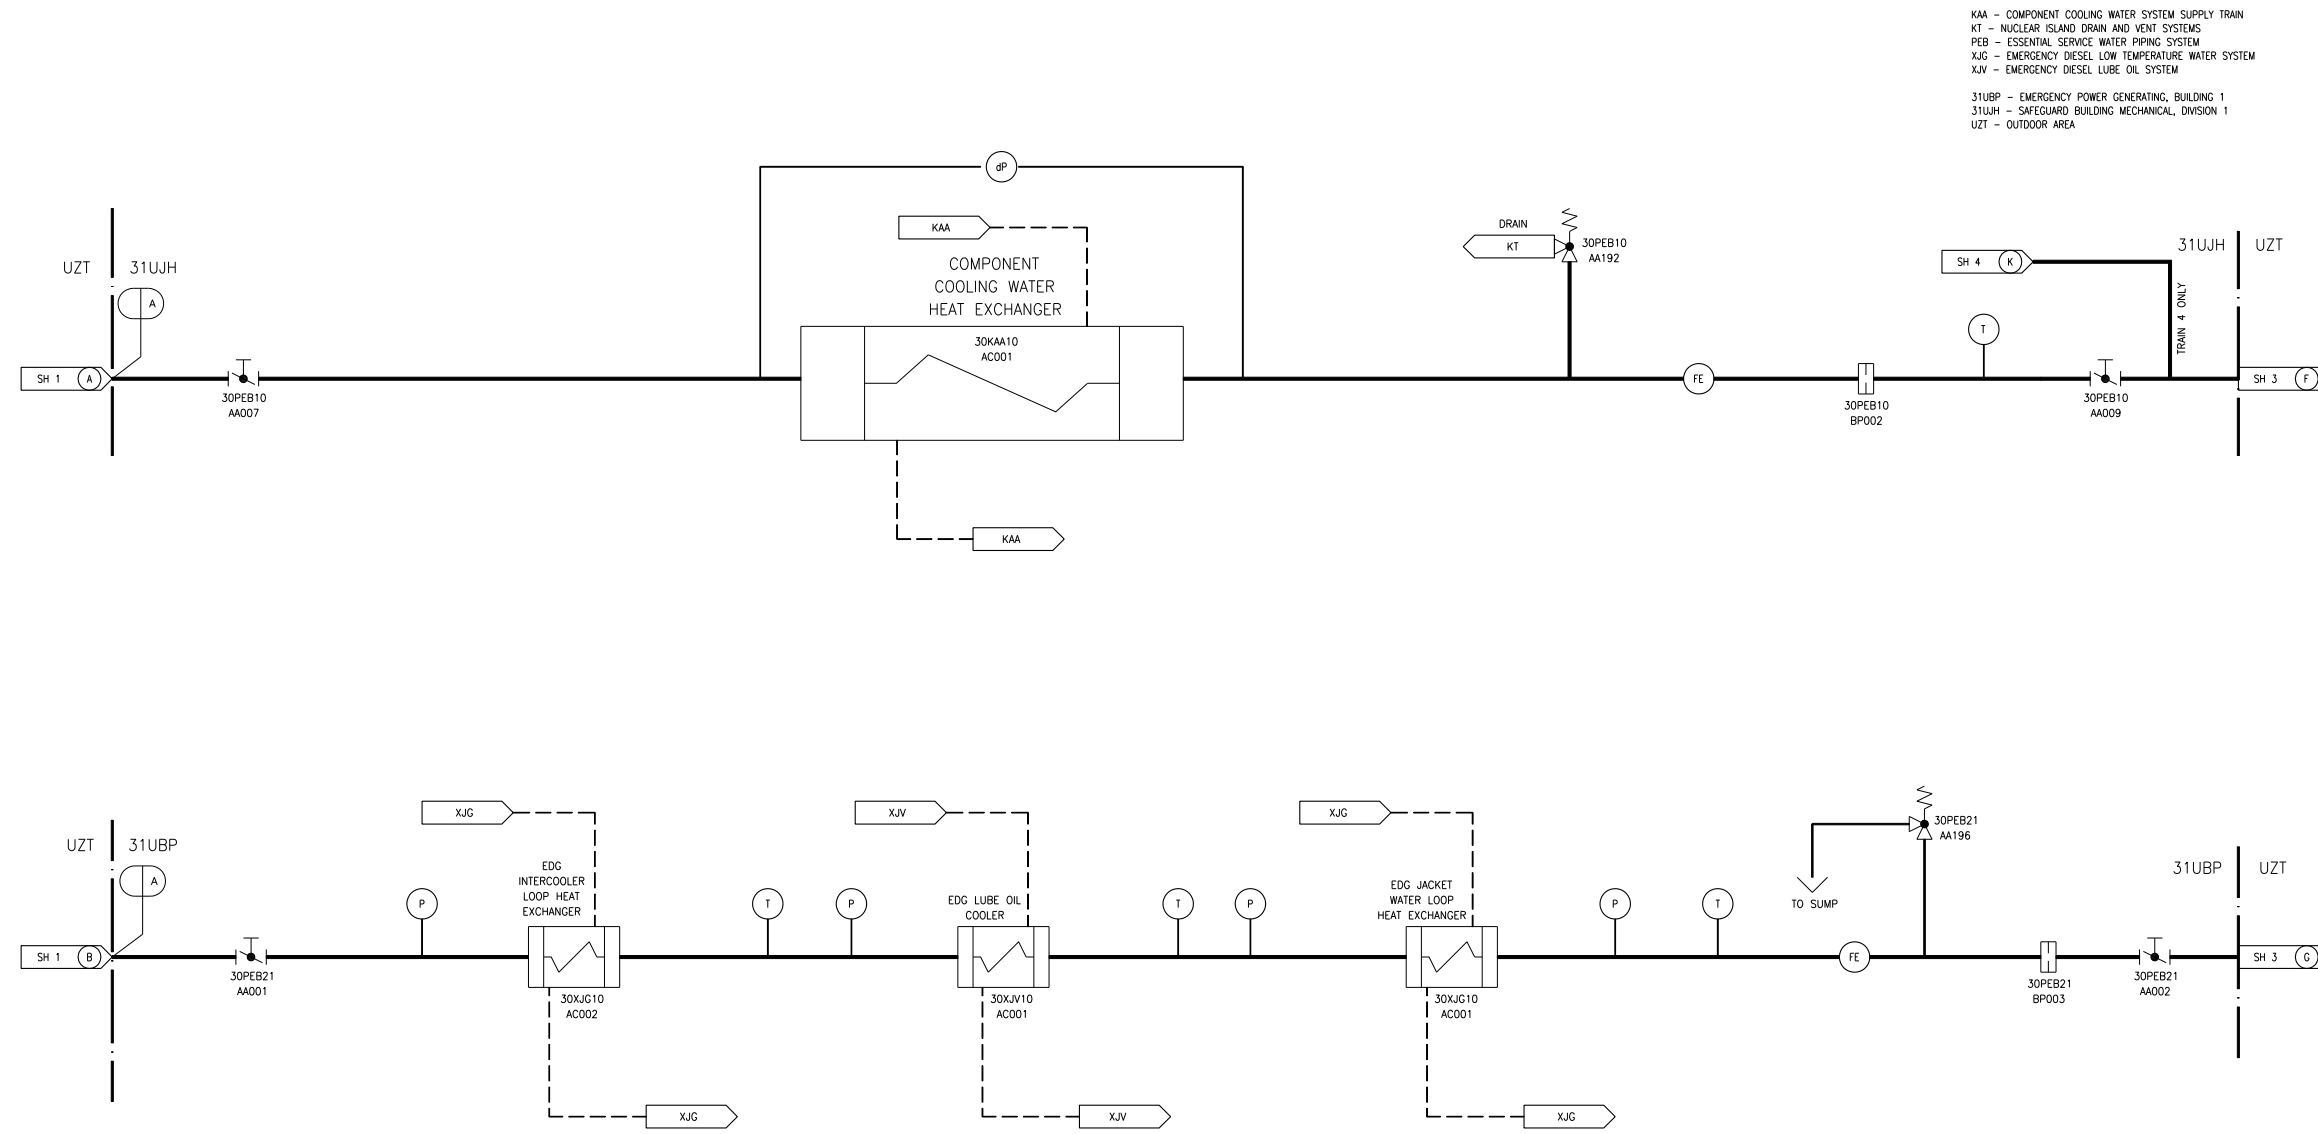 KAA – COMPONENT COOLING WATER SYSTEM SUPPLY TRAIN
KT – NUCLEAR ISLAND DRAIN AND VENT SYSTEMS
PEB – ESSENTIAL SERVICE WATER PIPING SYSTEM
XJG – EMERGENCY DIESEL LOW TEMPERATURE WATER SYSTEM
XJV – EMERGENCY DIESEL LUBE OIL SYSTEM
31UBP – EMERGENCY POWER GENERATING, BUILDING 1
31UJH – SAFEGUARD BUILDING MECHANICAL, DIVISION 1
UZT – OUTDOOR AREA
dP
KAA
DRAIN
KT
30PEB10
AA192
UZT
31UJH
A
COMPONENT
COOLING WATER
HEAT EXCHANGER
30KAA10
AC001
SH 4
K
31UJH
UZT
TRAIN 4 ONLY
T
SH 1
A
30PEB10
AA007
FE
30PEB10
BP002
30PEB10
AA009
SH 3
F
KAA
XJG
XJV
XJG
30PEB21
AA196
UZT
31UBP
A
EDG
INTERCOOLER
LOOP HEAT
EXCHANGER
EDG LUBE OIL
COOLER
EDG JACKET
WATER LOOP
HEAT EXCHANGER
TO SUMP
31UBP
UZT
P
T
P
T
P
P
T
SH 1
B
30PEB21
AA001
30XJG10
AC002
30XJV10
AC001
30XJG10
AC001
FE
30PEB21
BP003
30PEB21
AA002
SH 3
G
XJG
XJV
XJG